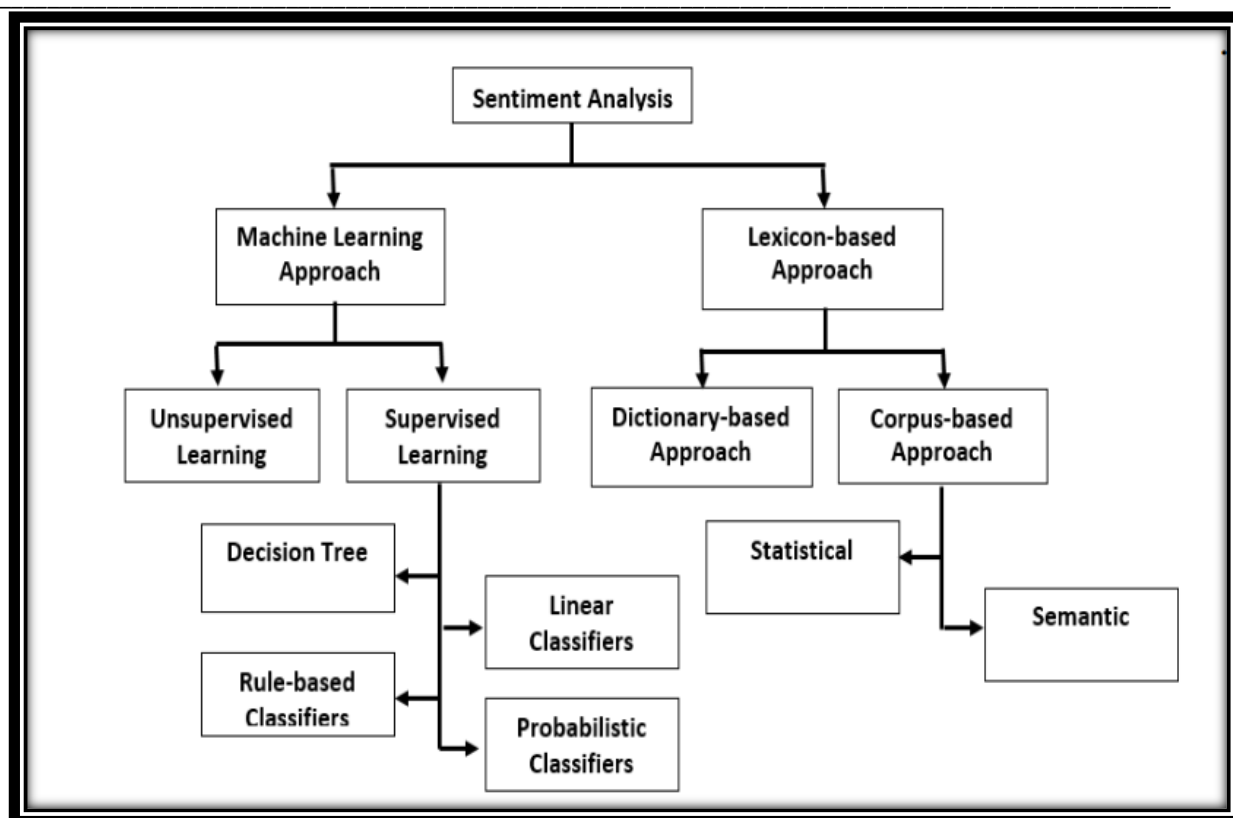 Sentiment Analysis
Machine Learning
Approach
Lexicon-based
Approach
Unsupervised
Learning
Supervised
Learning
Dictionary-based
Approach
Corpus-based
Approach
Decision Tree
Linear
Classifiers
Rule-based
Classifiers
Probabilistic
Classifiers
Statistical
Semantic